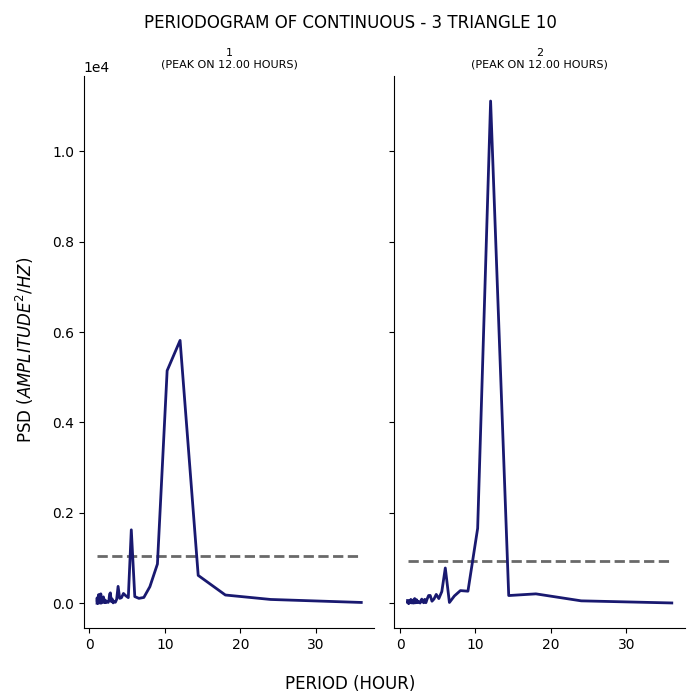 PERIODOGRAM OF CONTINUOUS - 3 TRIANGLE 10
1
(PEAK ON 12.00 HOURS)
2
(PEAK ON 12.00 HOURS)
1e4
1.0
0.8
0.6
0.4
0.2
0.0
PSD (AMPLITUDE²/HZ)
0 10 20 30
0 10 20 30
PERIOD (HOUR)